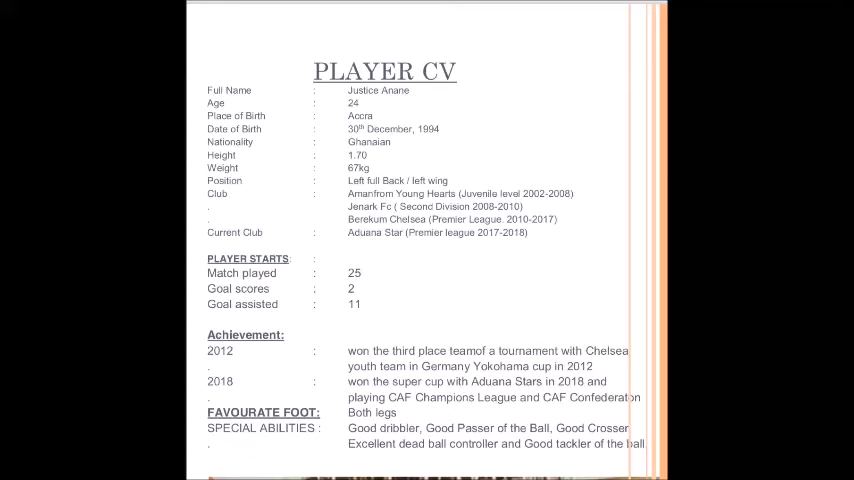 PLAYER CV
Full Name : Justice Anane
Age : 24
Place of Birth : Accra
Date of Birth : 30th December, 1994
Nationality : Ghanaian
Height : 1.70
Weight : 67kg
Position : Left full Back / left wing
Club : Amanfrom Young Hearts (Juvenile level 2002-2008)
. Jenark Fc ( Second Division 2008-2010)
. Berekum Chelsea (Premier League. 2010-2017)
Current Club : Aduana Star (Premier league 2017-2018)
PLAYER STARTS: :
Match played : 25
Goal scores : 2
Goal assisted : 11
Achievement:
2012 : won the third place teamof a tournament with Chelsea
. youth team in Germany Yokohama cup in 2012
2018 : won the super cup with Aduana Stars in 2018 and
. playing CAF Champions League and CAF Confederaton
FAVOURATE FOOT: Both legs
SPECIAL ABILITIES : Good dribbler, Good Passer of the Ball, Good Crosser
. Excellent dead ball controller and Good tackler of the ball